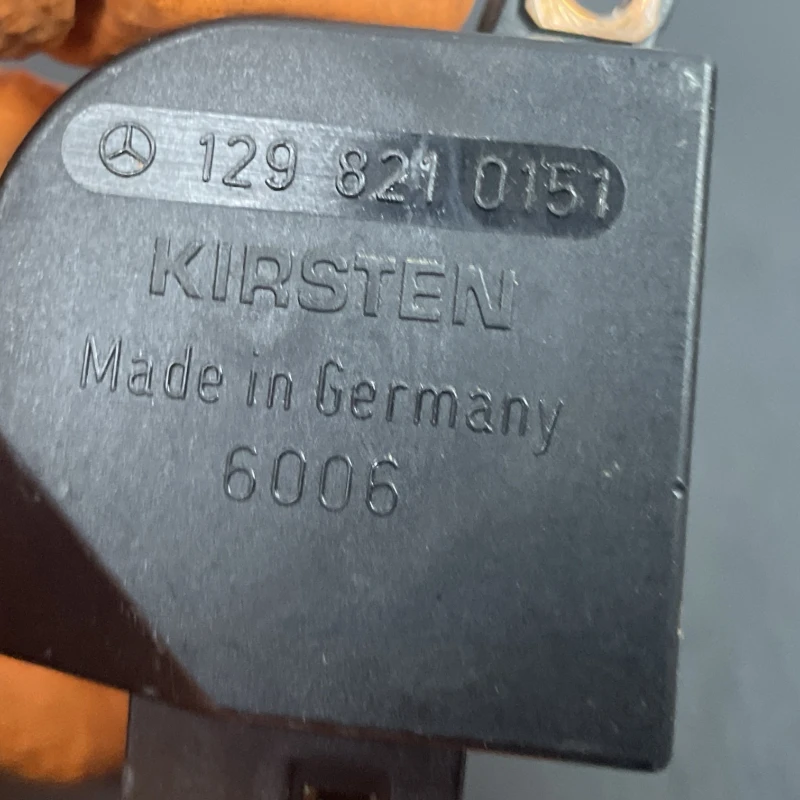 129 821 0151
KIRSTEN
Made in Germany
6006